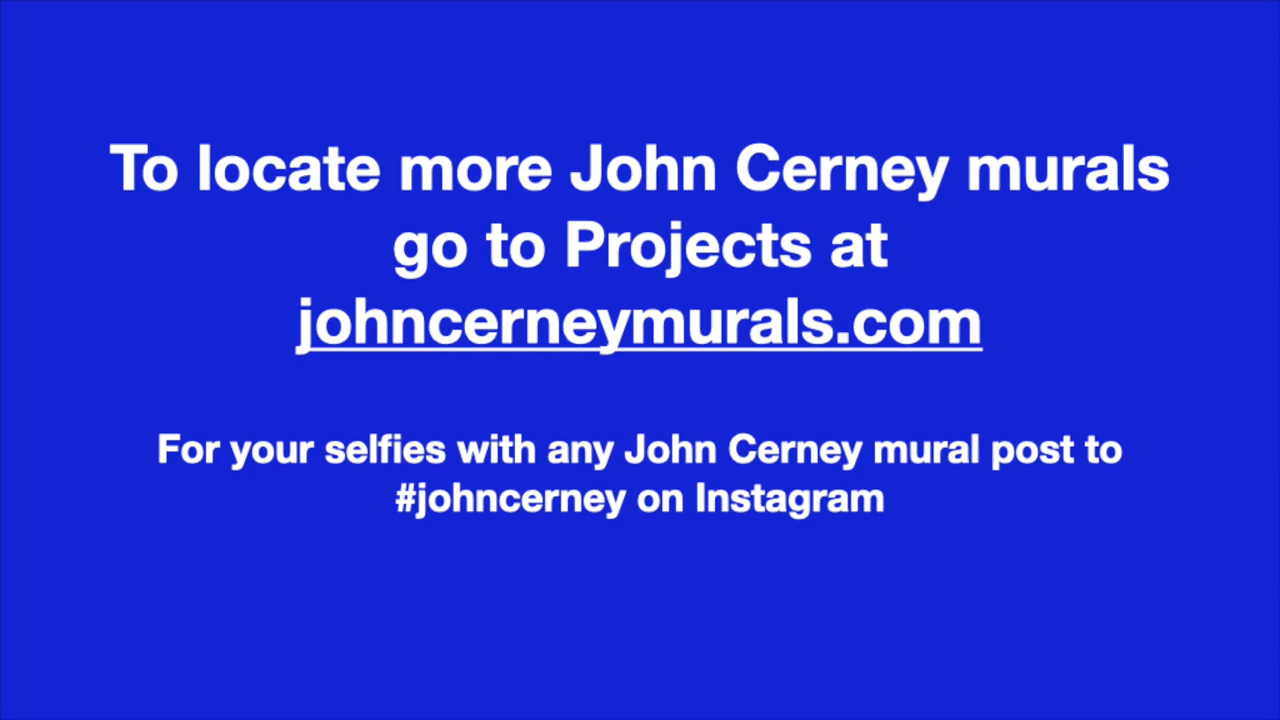 To locate more John Cerney murals
go to Projects at
johncerneymurals.com
For your selfies with any John Cerney mural post to
#johncerney on Instagram